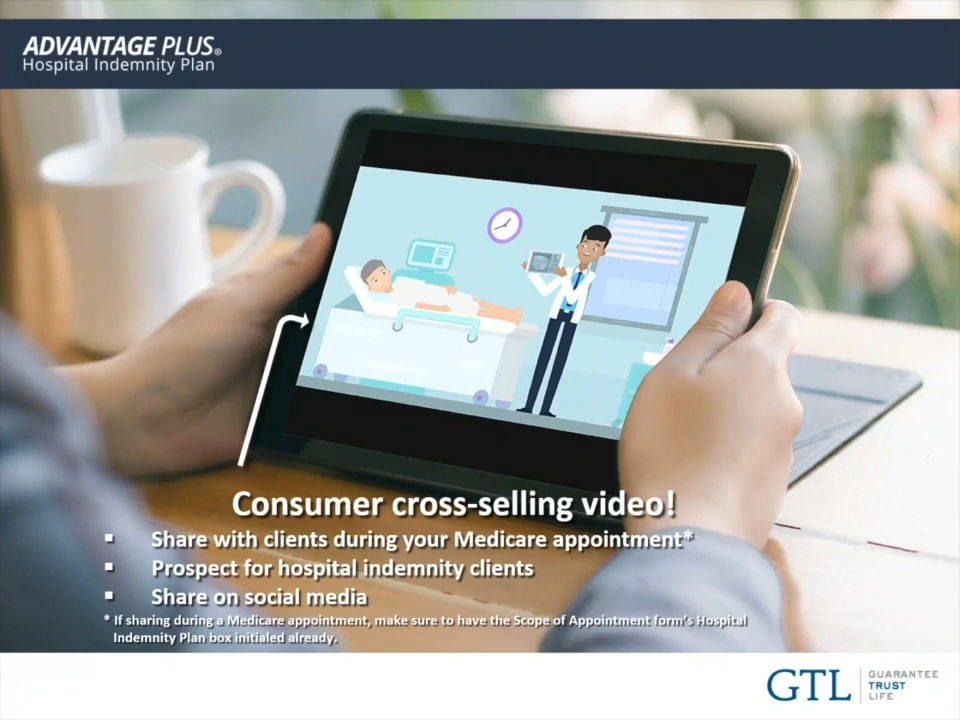 ADVANTAGE PLUS®
Hospital Indemnity Plan
Consumer cross-selling video!
▪ Share with clients during your Medicare appointment*
▪ Prospect for hospital indemnity clients
▪ Share on social media
* If sharing during a Medicare appointment, make sure to have the Scope of Appointment form's Hospital
Indemnity Plan box initialed already.
GTL
GUARANTEE
TRUST
LIFE